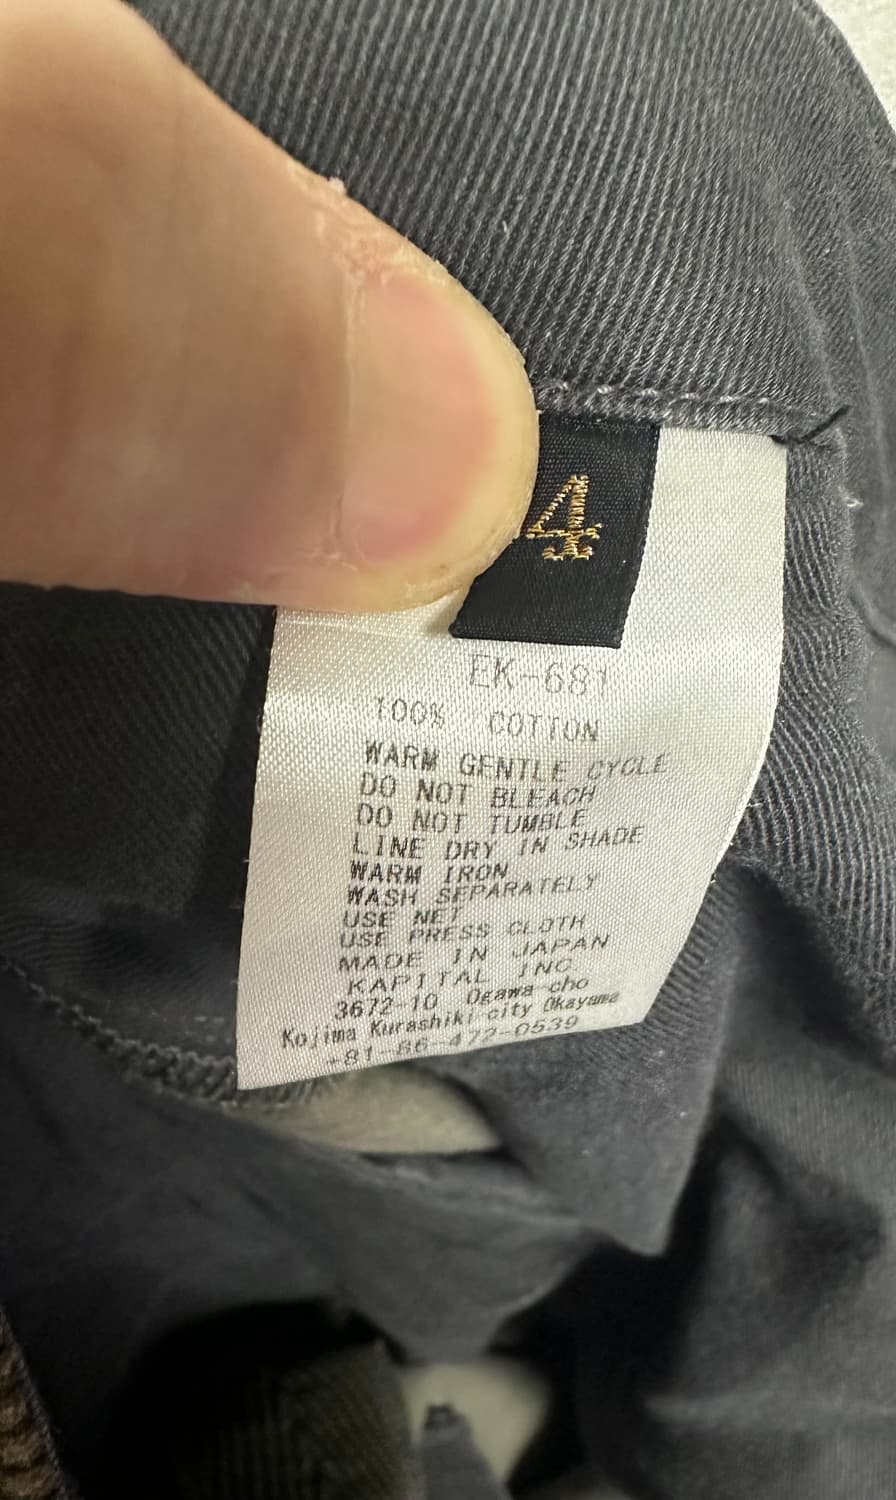 4
EK-681
100% COTTON
WARM GENTLE CYCLE
DO NOT BLEACH
DO NOT TUMBLE
LINE DRY IN SHADE
WARM IRON
WASH SEPARATELY
USE NET
USE PRESS CLOTH
MADE IN JAPAN
KAPITAL INC
3672-10 Ogawa-cho
Kojima Kurashiki-city Okayama
+81-86-472-0539